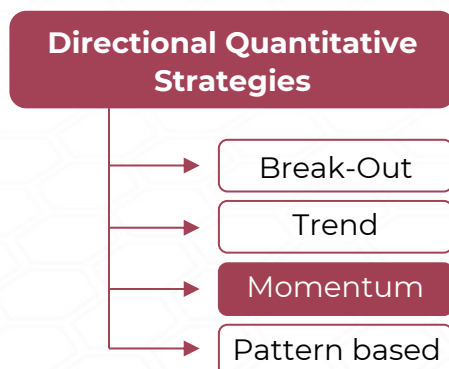 Directional Quantitative
Strategies
Break-Out
Trend
Momentum
Pattern based